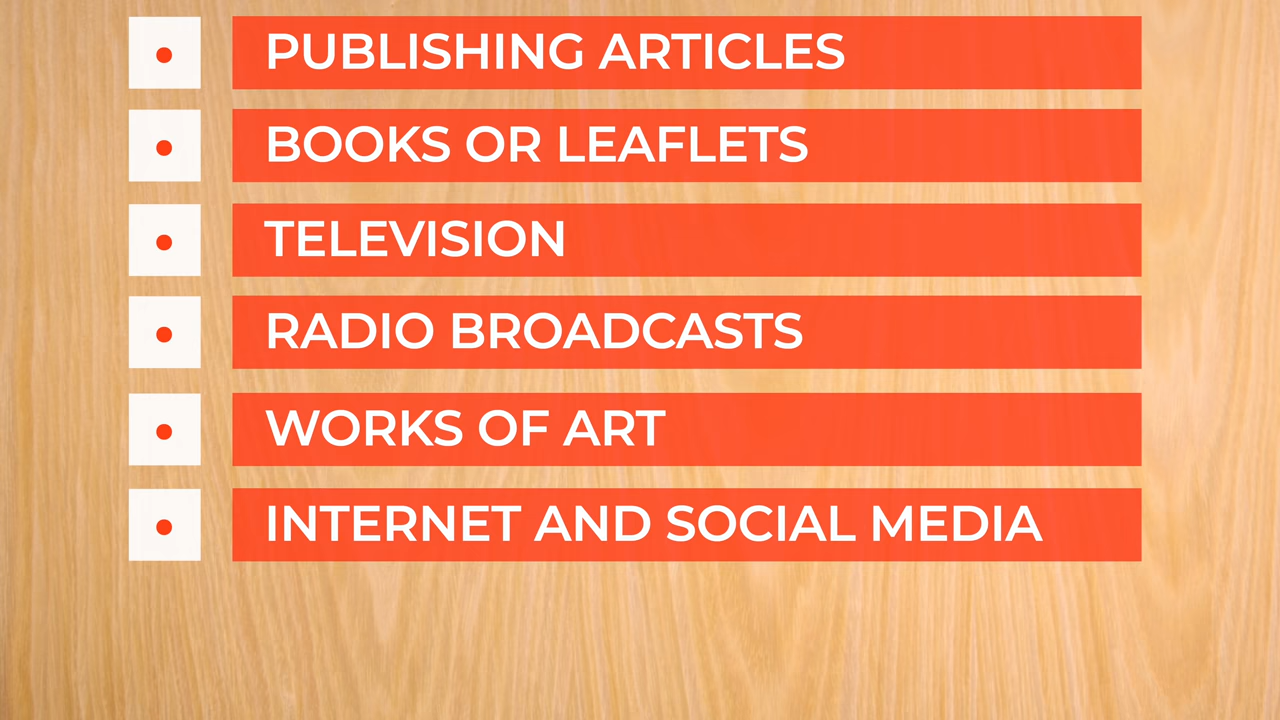 PUBLISHING ARTICLES
BOOKS OR LEAFLETS
TELEVISION
RADIO BROADCASTS
WORKS OF ART
INTERNET AND SOCIAL MEDIA